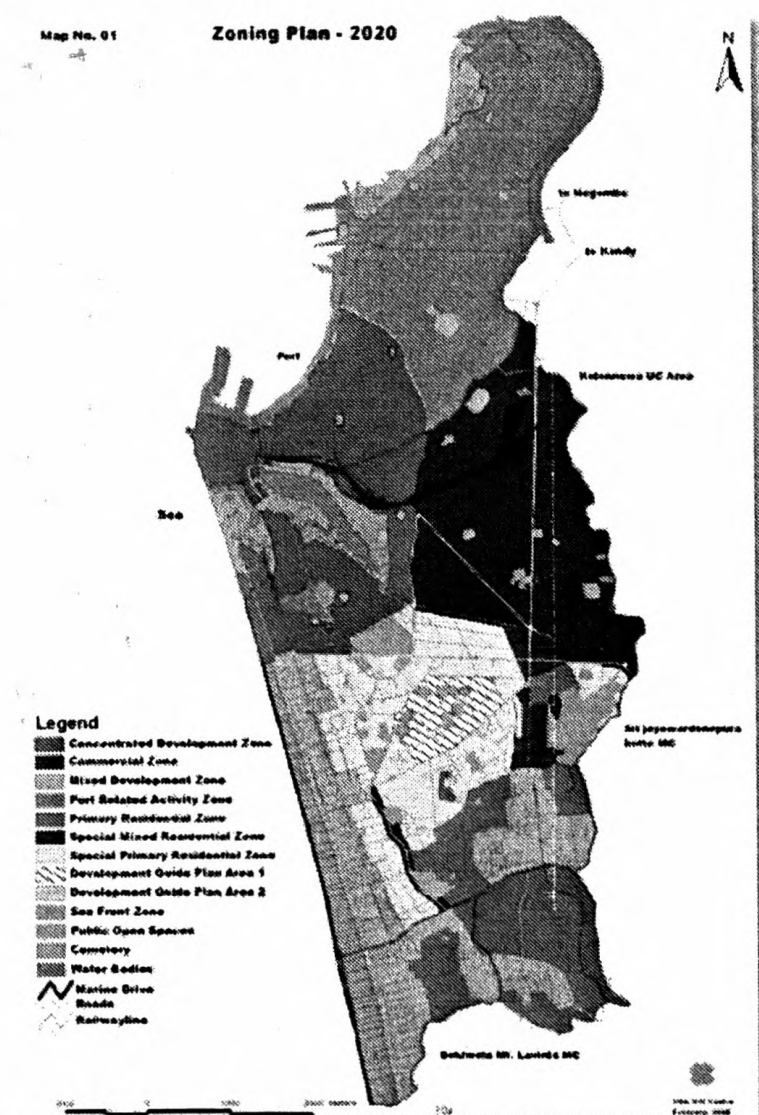 Map No. 01
Zoning Plan - 2020
N
to Negombo
to Kandy
Port
Kolonnawa UC Area
Sea
Sri Jayawardenapura
Kotte MC
Legend
Concentrated Development Zone
Commercial Zone
Mixed Development Zone
Port Related Activity Zone
Primary Residential Zone
Special Mixed Residential Zone
Special Primary Residential Zone
Development Guide Plan Area 1
Development Guide Plan Area 2
Sea Front Zone
Public Open Spaces
Cemetery
Water Bodies
Marine Drive
Roads
Railwayline
Dehiwala Mt. Lavinia MC
0